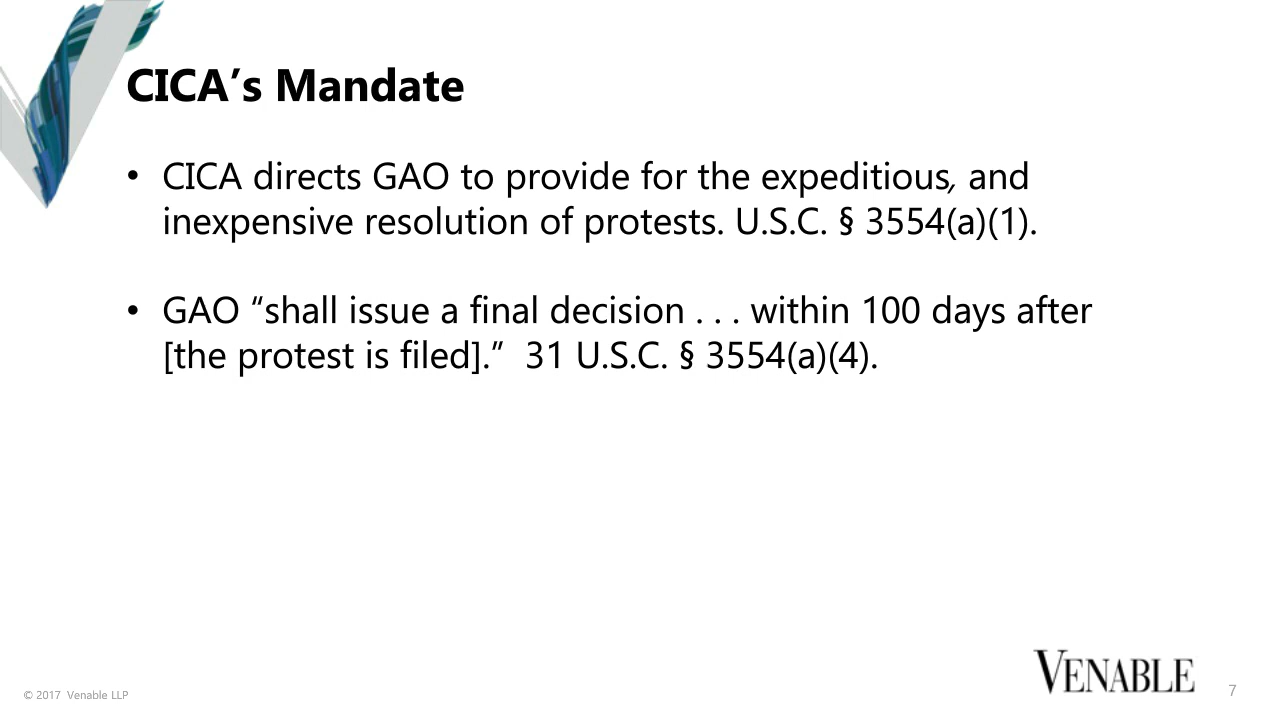 CICA’s Mandate
• CICA directs GAO to provide for the expeditious, and
inexpensive resolution of protests. U.S.C. § 3554(a)(1).
• GAO “shall issue a final decision . . . within 100 days after
[the protest is filed].”  31 U.S.C. § 3554(a)(4).
© 2017  Venable LLP
VENABLE
7